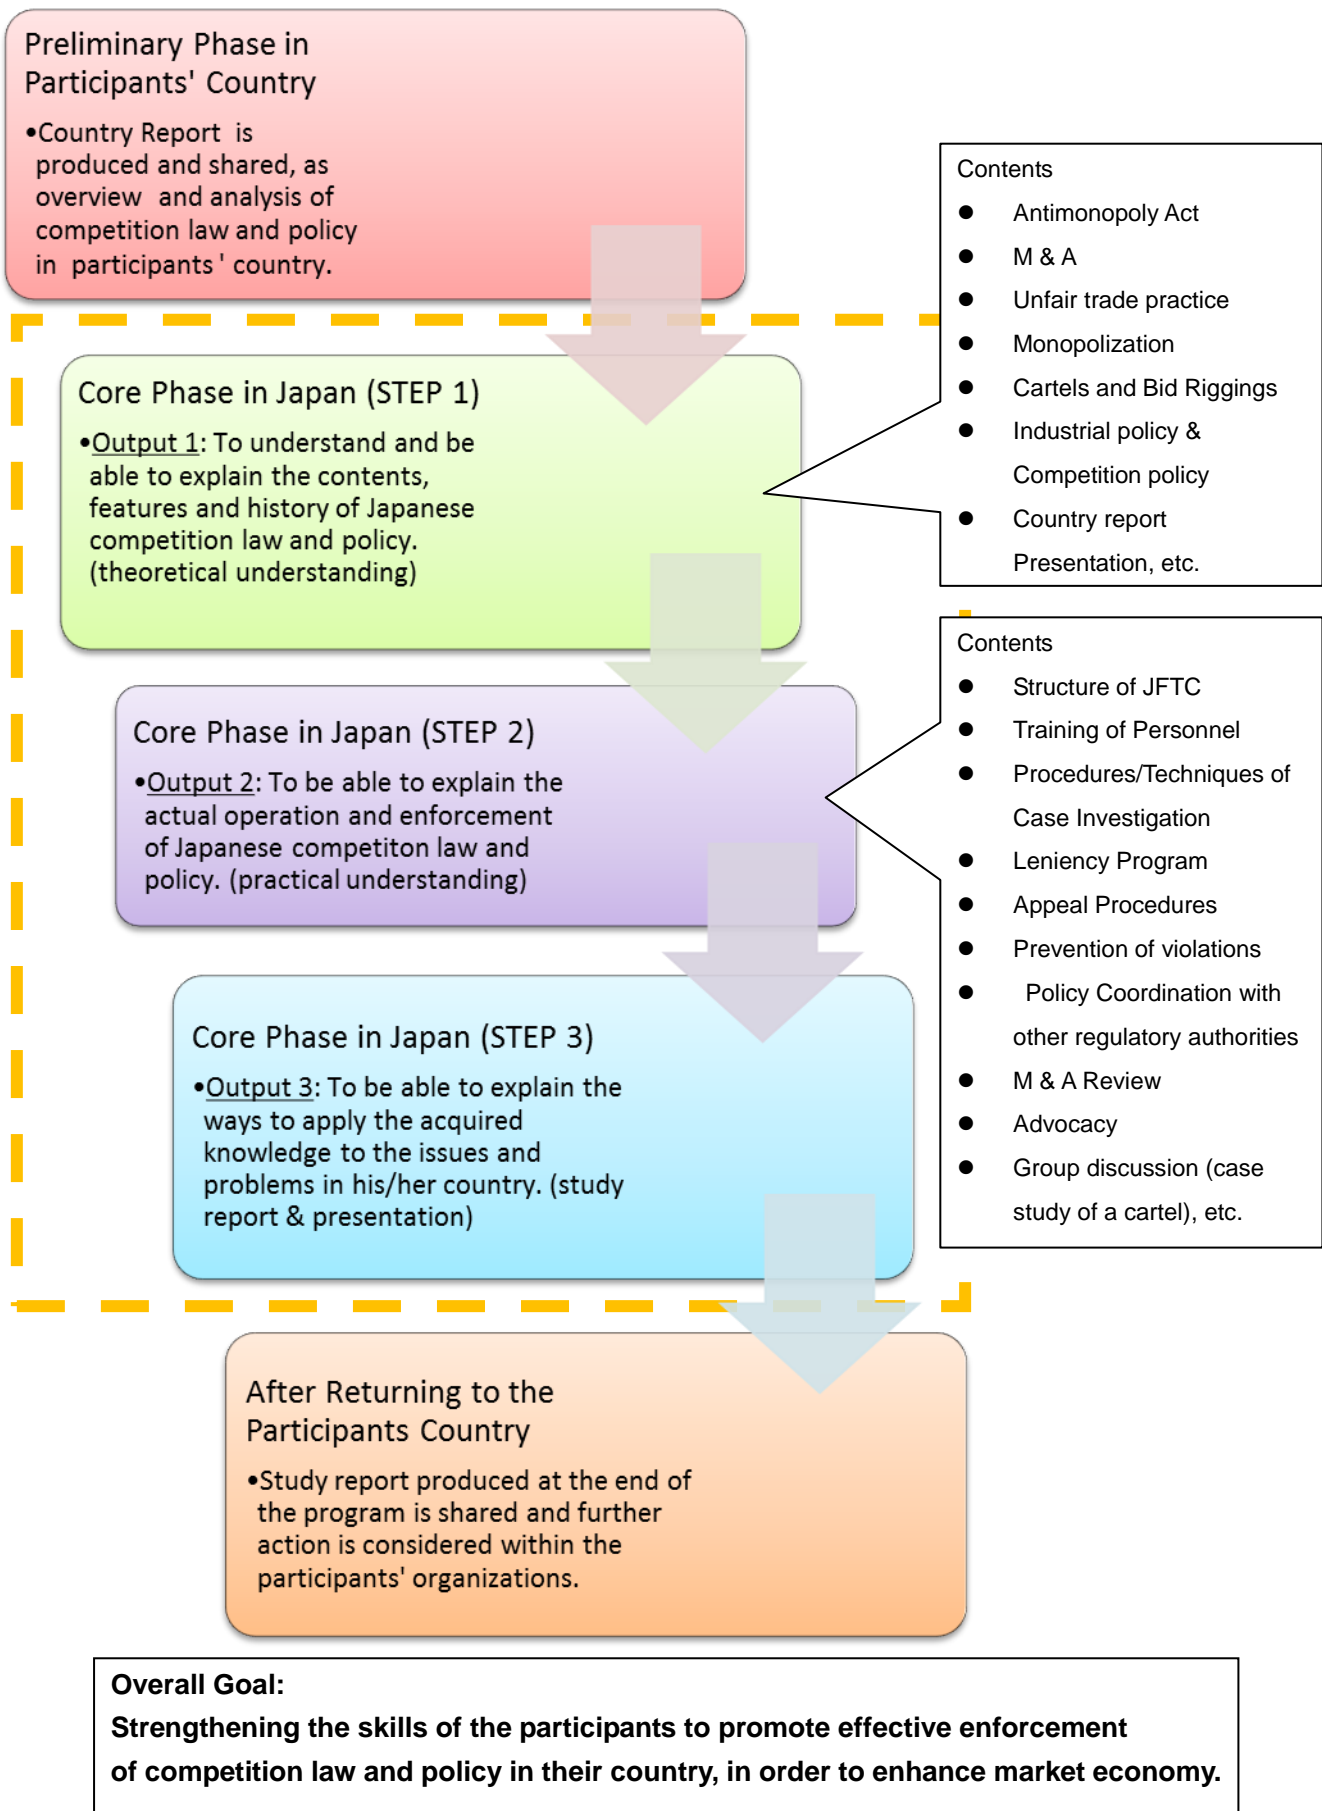 Preliminary Phase in
Participants' Country
•Country Report  is
produced and shared, as
overview  and analysis of
competition law and policy
in  participants ' country.
Contents
● Antimonopoly Act
● M & A
● Unfair trade practice
● Monopolization
● Cartels and Bid Riggings
● Industrial policy &
Competition policy
● Country report
Presentation, etc.
Core Phase in Japan (STEP 1)
•Output 1: To understand and be
able to explain the contents,
features and history of Japanese
competition law and policy.
(theoretical understanding)
Contents
● Structure of JFTC
● Training of Personnel
● Procedures/Techniques of
Case Investigation
● Leniency Program
● Appeal Procedures
● Prevention of violations
● Policy Coordination with
other regulatory authorities
● M & A Review
● Advocacy
● Group discussion (case
study of a cartel), etc.
Core Phase in Japan (STEP 2)
•Output 2: To be able to explain the
actual operation and enforcement
of Japanese competiton law and
policy. (practical understanding)
Core Phase in Japan (STEP 3)
•Output 3: To be able to explain the
ways to apply the acquired
knowledge to the issues and
problems in his/her country. (study
report & presentation)
After Returning to the
Participants Country
•Study report produced at the end of
the program is shared and further
action is considered within the
participants' organizations.
Overall Goal:
Strengthening the skills of the participants to promote effective enforcement
of competition law and policy in their country, in order to enhance market economy.